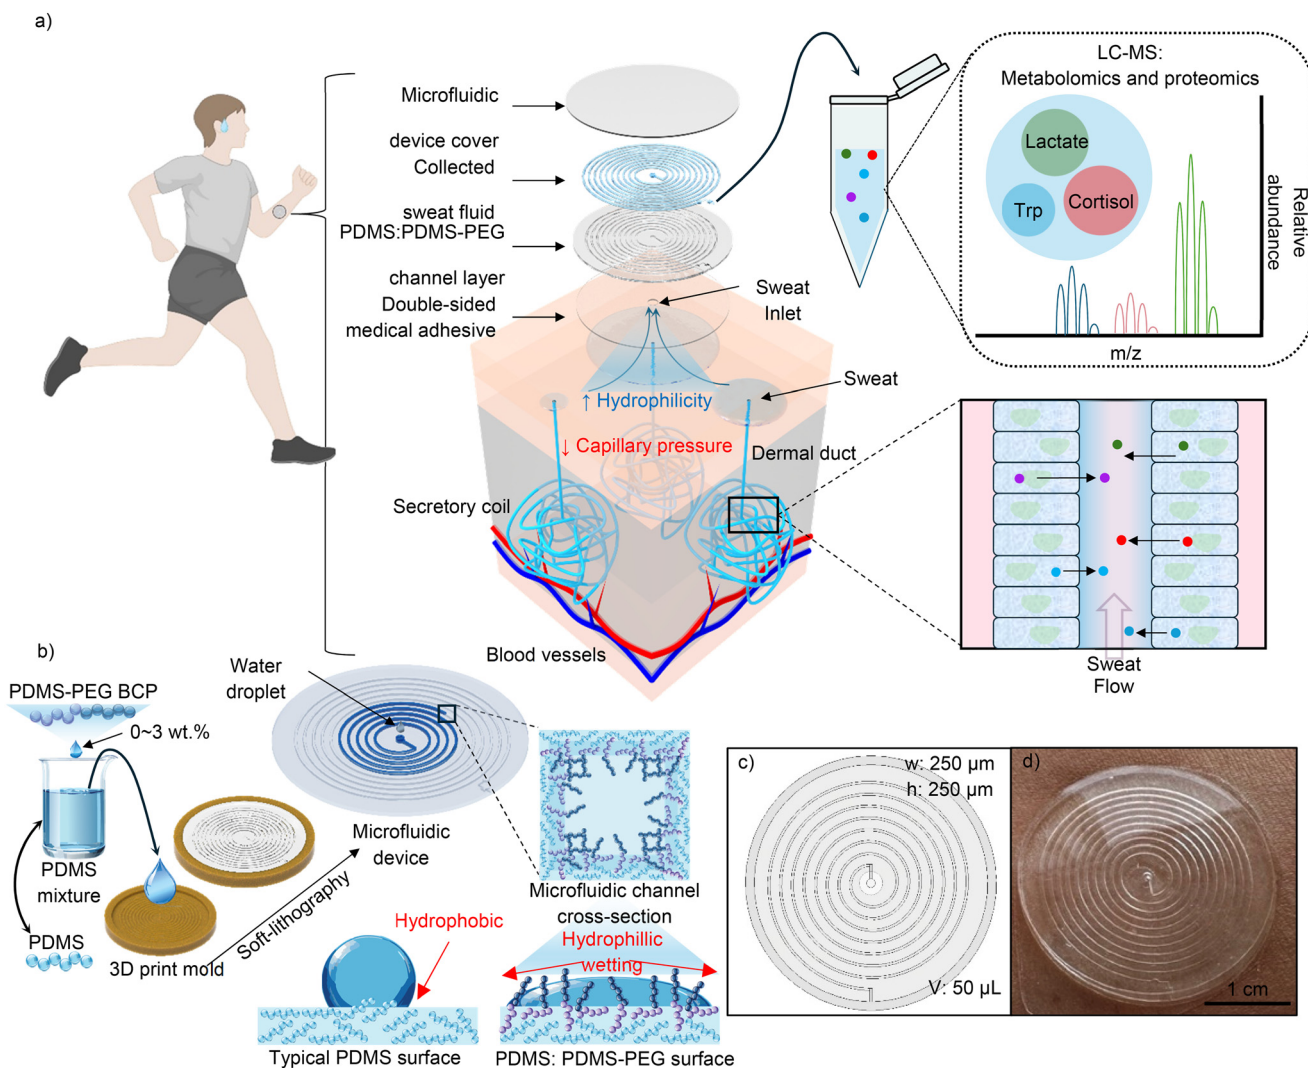 a)
Microfluidic
device cover
Collected
sweat fluid
PDMS:PDMS-PEG
channel layer
Double-sided
medical adhesive
Sweat
Inlet
Sweat
↑ Hydrophilicity
↓ Capillary pressure
Dermal duct
Secretory coil
Blood vessels
LC-MS:
Metabolomics and proteomics
Lactate
Trp
Cortisol
Relative
abundance
m/z
Sweat
Flow
b)
PDMS-PEG BCP
0~3 wt.%
PDMS
mixture
PDMS
3D print mold
Soft-lithography
Water
droplet
Microfluidic
device
Microfluidic channel
cross-section
Hydrophobic
Typical PDMS surface
Hydrophillic
wetting
PDMS: PDMS-PEG surface
c)
w: 250 µm
h: 250 µm
V: 50 µL
d)
1 cm